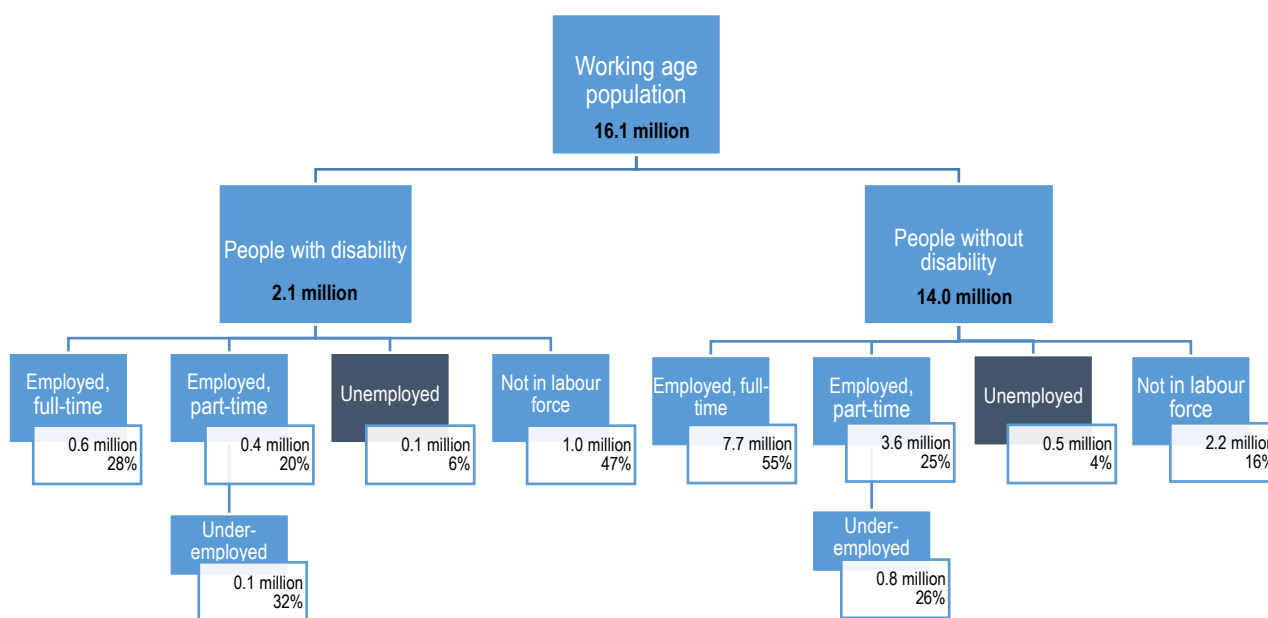 Working age
population
16.1 million
People with disability
2.1 million
People without
disability
14.0 million
Employed,
full-time
0.6 million
28%
Employed,
part-time
0.4 million
20%
Unemployed
0.1 million
6%
Not in labour
force
1.0 million
47%
Employed, full-
time
7.7 million
55%
Employed,
part-time
3.6 million
25%
Unemployed
0.5 million
4%
Not in labour
force
2.2 million
16%
Under-
employed
0.1 million
32%
Under-
employed
0.8 million
26%